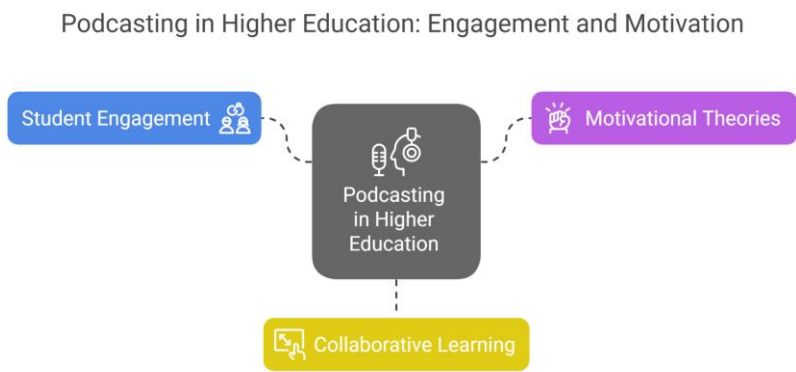 Podcasting in Higher Education: Engagement and Motivation
Student Engagement
Motivational Theories
Podcasting
in Higher
Education
Collaborative Learning